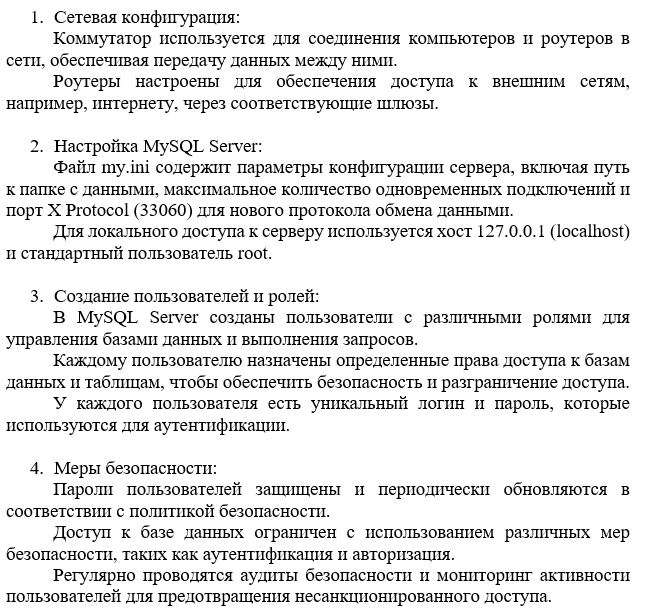 1. Сетевая конфигурация:
Коммутатор используется для соединения компьютеров и роутеров в
сети, обеспечивая передачу данных между ними.
Роутеры настроены для обеспечения доступа к внешним сетям,
например, интернету, через соответствующие шлюзы.
2. Настройка MySQL Server:
Файл my.ini содержит параметры конфигурации сервера, включая путь
к папке с данными, максимальное количество одновременных подключений и
порт X Protocol (33060) для нового протокола обмена данными.
Для локального доступа к серверу используется хост 127.0.0.1 (localhost)
и стандартный пользователь root.
3. Создание пользователей и ролей:
В MySQL Server созданы пользователи с различными ролями для
управления базами данных и выполнения запросов.
Каждому пользователю назначены определенные права доступа к базам
данных и таблицам, чтобы обеспечить безопасность и разграничение доступа.
У каждого пользователя есть уникальный логин и пароль, которые
используются для аутентификации.
4. Меры безопасности:
Пароли пользователей защищены и периодически обновляются в
соответствии с политикой безопасности.
Доступ к базе данных ограничен с использованием различных мер
безопасности, таких как аутентификация и авторизация.
Регулярно проводятся аудиты безопасности и мониторинг активности
пользователей для предотвращения несанкционированного доступа.